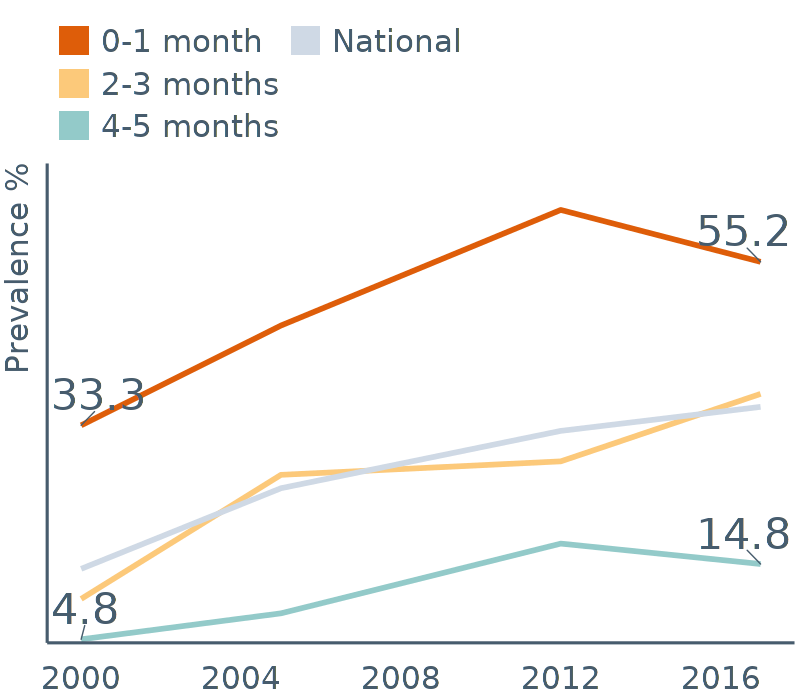 0-1 month National
2-3 months
4-5 months
Prevalence %
55.2
33.3
14.8
4.8
2000 2004 2008 2012 2016